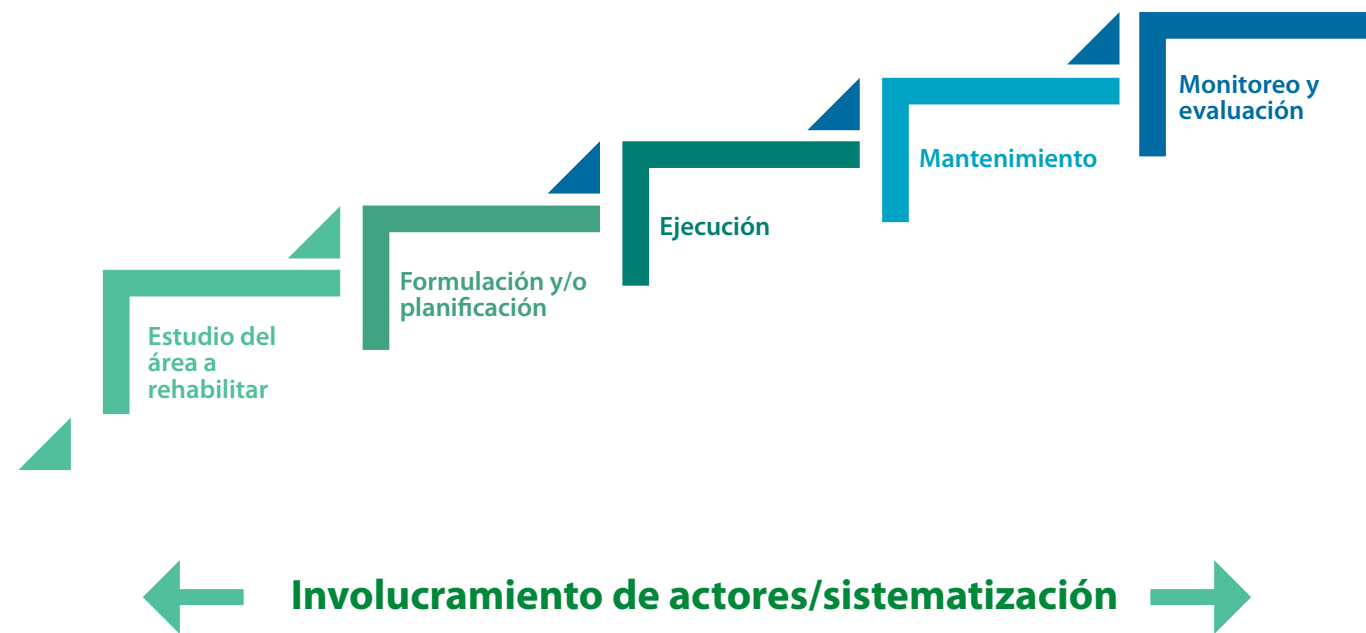 Estudio del
área a
rehabilitar
Formulación y/o
planificación
Ejecución
Mantenimiento
Monitoreo y
evaluación
Involucramiento de actores/sistematización